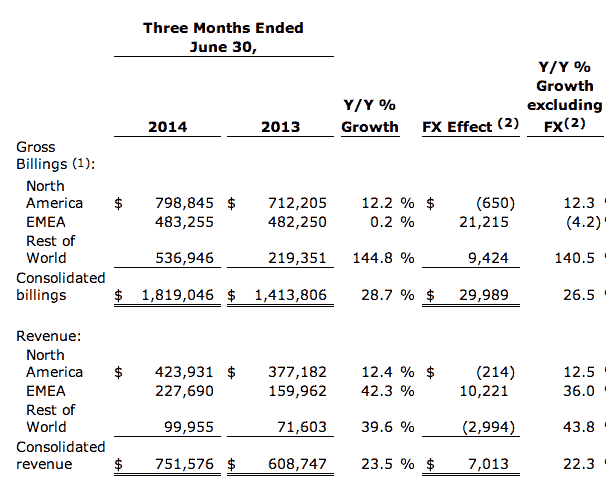 Three Months Ended
June 30,
Y/Y %
Growth
Y/Y % excluding
2014 2013 Growth FX Effect (2) FX(2)
Gross
Billings (1):
North
America $ 798,845 $ 712,205 12.2 % $ (650) 12.3
EMEA 483,255 482,250 0.2 % 21,215 (4.2)
Rest of
World 536,946 219,351 144.8 % 9,424 140.5
Consolidated
billings $ 1,819,046 $ 1,413,806 28.7 % $ 29,989 26.5
Revenue:
North
America $ 423,931 $ 377,182 12.4 % $ (214) 12.5
EMEA 227,690 159,962 42.3 % 10,221 36.0
Rest of
World 99,955 71,603 39.6 % (2,994) 43.8
Consolidated
revenue $ 751,576 $ 608,747 23.5 % $ 7,013 22.3